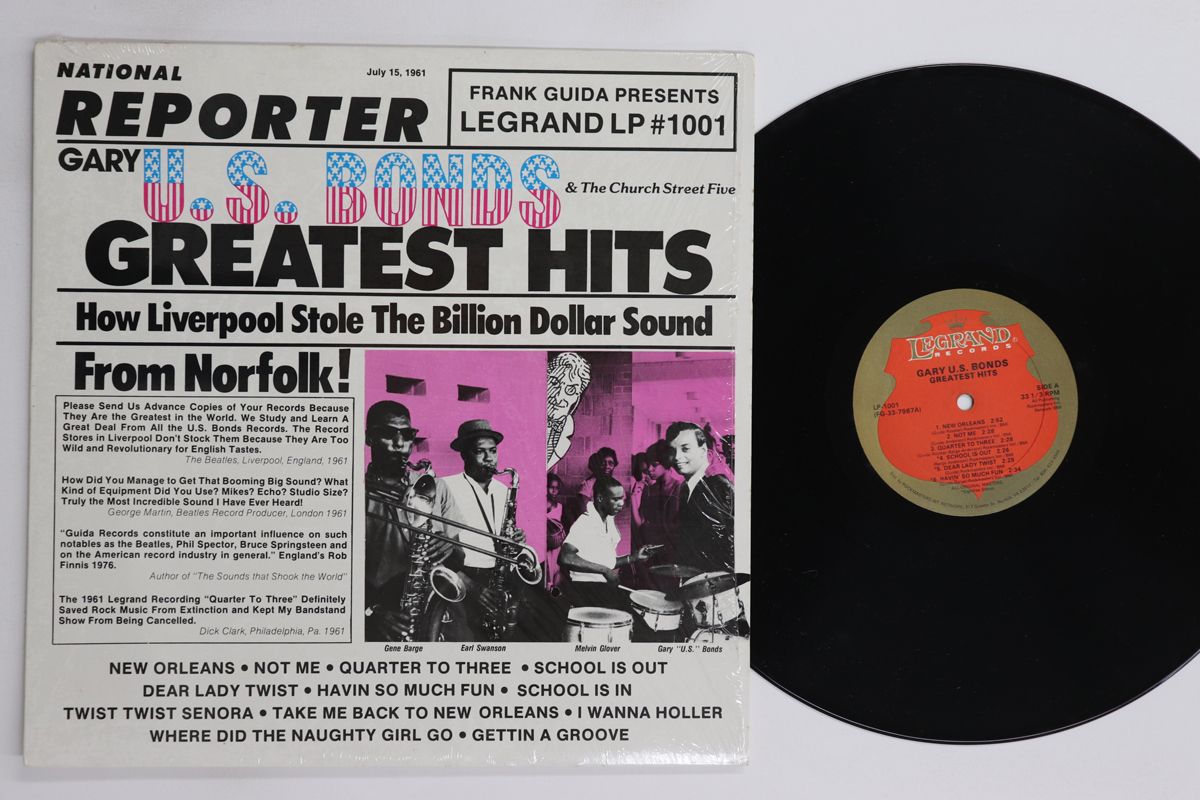 NATIONAL
REPORTER
July 15, 1961
FRANK GUIDA PRESENTS
LEGRAND LP #1001
GARY U.S. BONDS & The Church Street Five
GREATEST HITS
How Liverpool Stole The Billion Dollar Sound
From Norfolk!
Please Send Us Advance Copies of Your Records Because
They Are the Greatest in the World. We Study and Learn A
Great Deal From All the U.S. Bonds Records. The Record
Stores in Liverpool Don't Stock Them Because They Are Too
Wild and Revolutionary for English Tastes.
The Beatles, Liverpool, England, 1961
How Did You Manage to Get That Booming Big Sound? What
Kind of Equipment Did You Use? Mikes? Echo? Studio Size?
Truly the Most Incredible Sound I Have Ever Heard!
George Martin, Beatles Record Producer, London 1961
"Guida Records constitute an important influence on such
notables as the Beatles, Phil Spector, Bruce Springsteen and
on the American record industry in general." England's Rob
Finnis 1976.
Author of "The Sounds that Shook the World"
The 1961 Legrand Recording "Quarter To Three" Definitely
Saved Rock Music From Extinction and Kept My Bandstand
Show From Being Cancelled.
Dick Clark, Philadelphia, Pa. 1961
Gene Barge Earl Swanson Melvin Glover Gary "U.S." Bonds
NEW ORLEANS • NOT ME • QUARTER TO THREE • SCHOOL IS OUT
DEAR LADY TWIST • HAVIN SO MUCH FUN • SCHOOL IS IN
TWIST TWIST SENORA • TAKE ME BACK TO NEW ORLEANS • I WANNA HOLLER
WHERE DID THE NAUGHTY GIRL GO • GETTIN A GROOVE
LEGRAND
RECORDS
GARY U.S. BONDS
GREATEST HITS
SIDE A
33 1/3 RPM
LP-1001
(FG-33-7987A)
1. NEW ORLEANS 2:52
2. NOT ME 2:28
3. QUARTER TO THREE 2:28
4. SCHOOL IS OUT 2:26
5. DEAR LADY TWIST 2:28
6. HAVIN' SO MUCH FUN 2:34